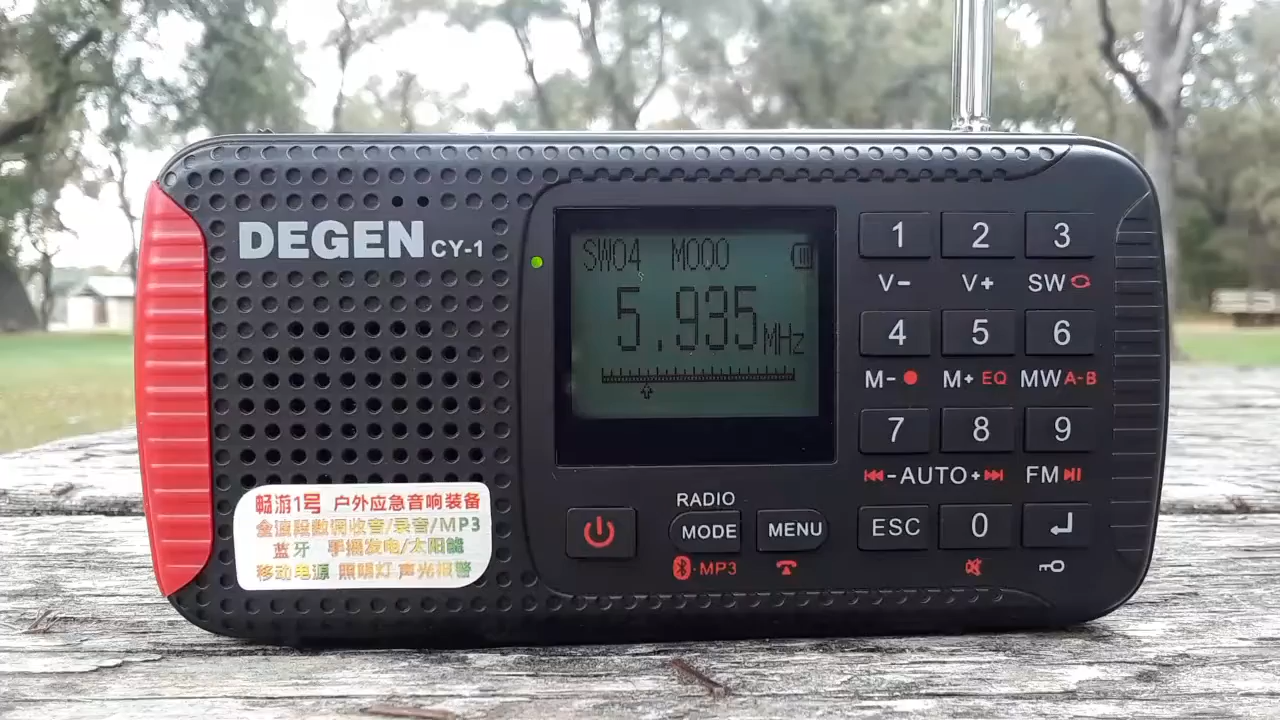 DEGEN CY-1
SW04 M000
5.935 MHz
1 2 3
V- V+ SW
4 5 6
M- M+ EQ MW A-B
7 8 9
-AUTO+ FM
RADIO
MODE MENU ESC 0
·MP3
畅游1号 户外应急音响装备
全波段数调收音/录音/MP3
蓝牙 手摇发电/太阳能
移动电源 照明灯 声光报警